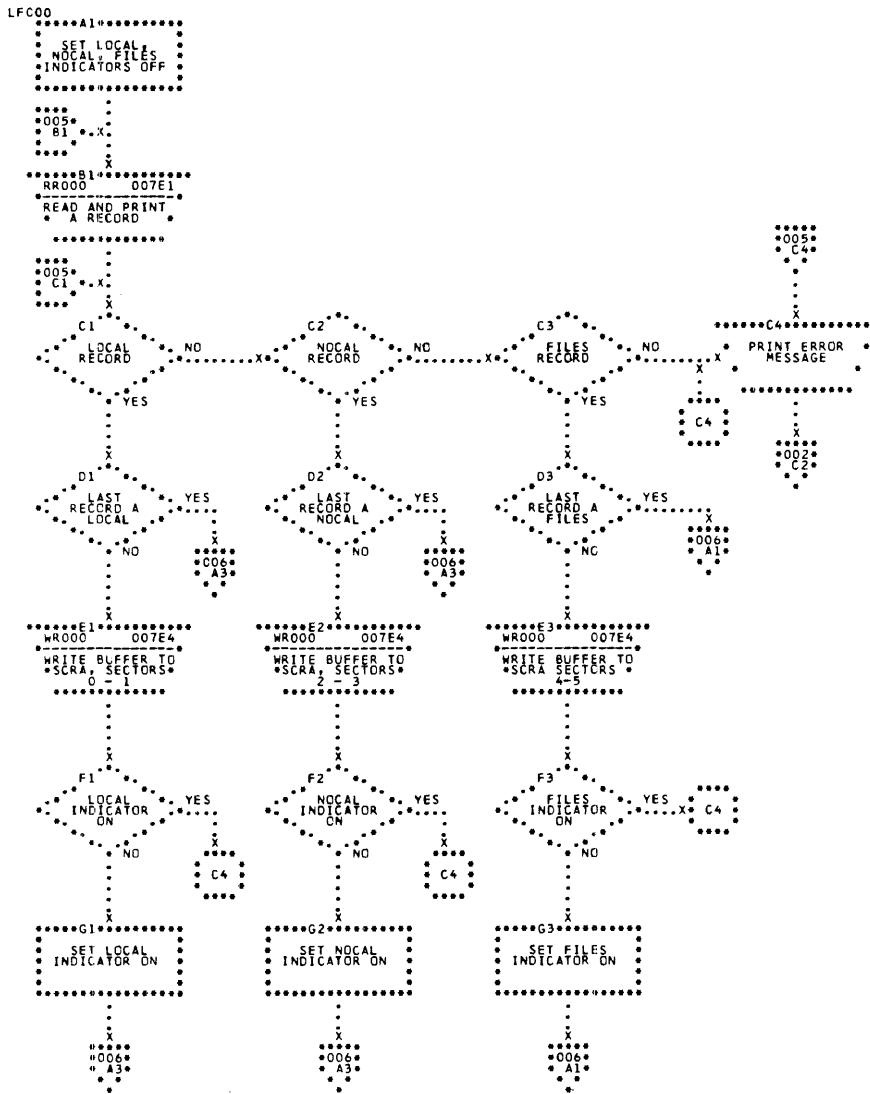 LFC00
A1
SET LOCAL,
NOCAL, FILES
INDICATORS OFF
005
B1
B1
RR000 007E1
READ AND PRINT
A RECORD
005
C4
005
C1
C1
LOCAL
RECORD
NO
YES
C2
NOCAL
RECORD
NO
YES
C3
FILES
RECORD
NO
YES
C4
PRINT ERROR
MESSAGE
C4
002
C2
D1
LAST
RECORD A
LOCAL
YES
NO
C06
A3
D2
LAST
RECORD A
NOCAL
YES
NO
006
A3
D3
LAST
RECORD A
FILES
YES
NC
006
A1
E1
WR000 007E4
WRITE BUFFER TO
SCRA, SECTORS
0 - 1
E2
WR000 007E4
WRITE BUFFER TO
SCRA, SECTORS
2 - 3
E3
WR000 007E4
WRITE BUFFER TO
SCRA SECTORS
4-5
F1
LOCAL
INDICATOR
ON
YES
NO
C4
F2
NOCAL
INDICATOR
ON
YES
NO
C4
F3
FILES
INDICATOR
ON
YES
NO
C4
G1
SET LOCAL
INDICATOR ON
G2
SET NOCAL
INDICATOR ON
G3
SET FILES
INDICATOR ON
006
A3
006
A3
006
A1